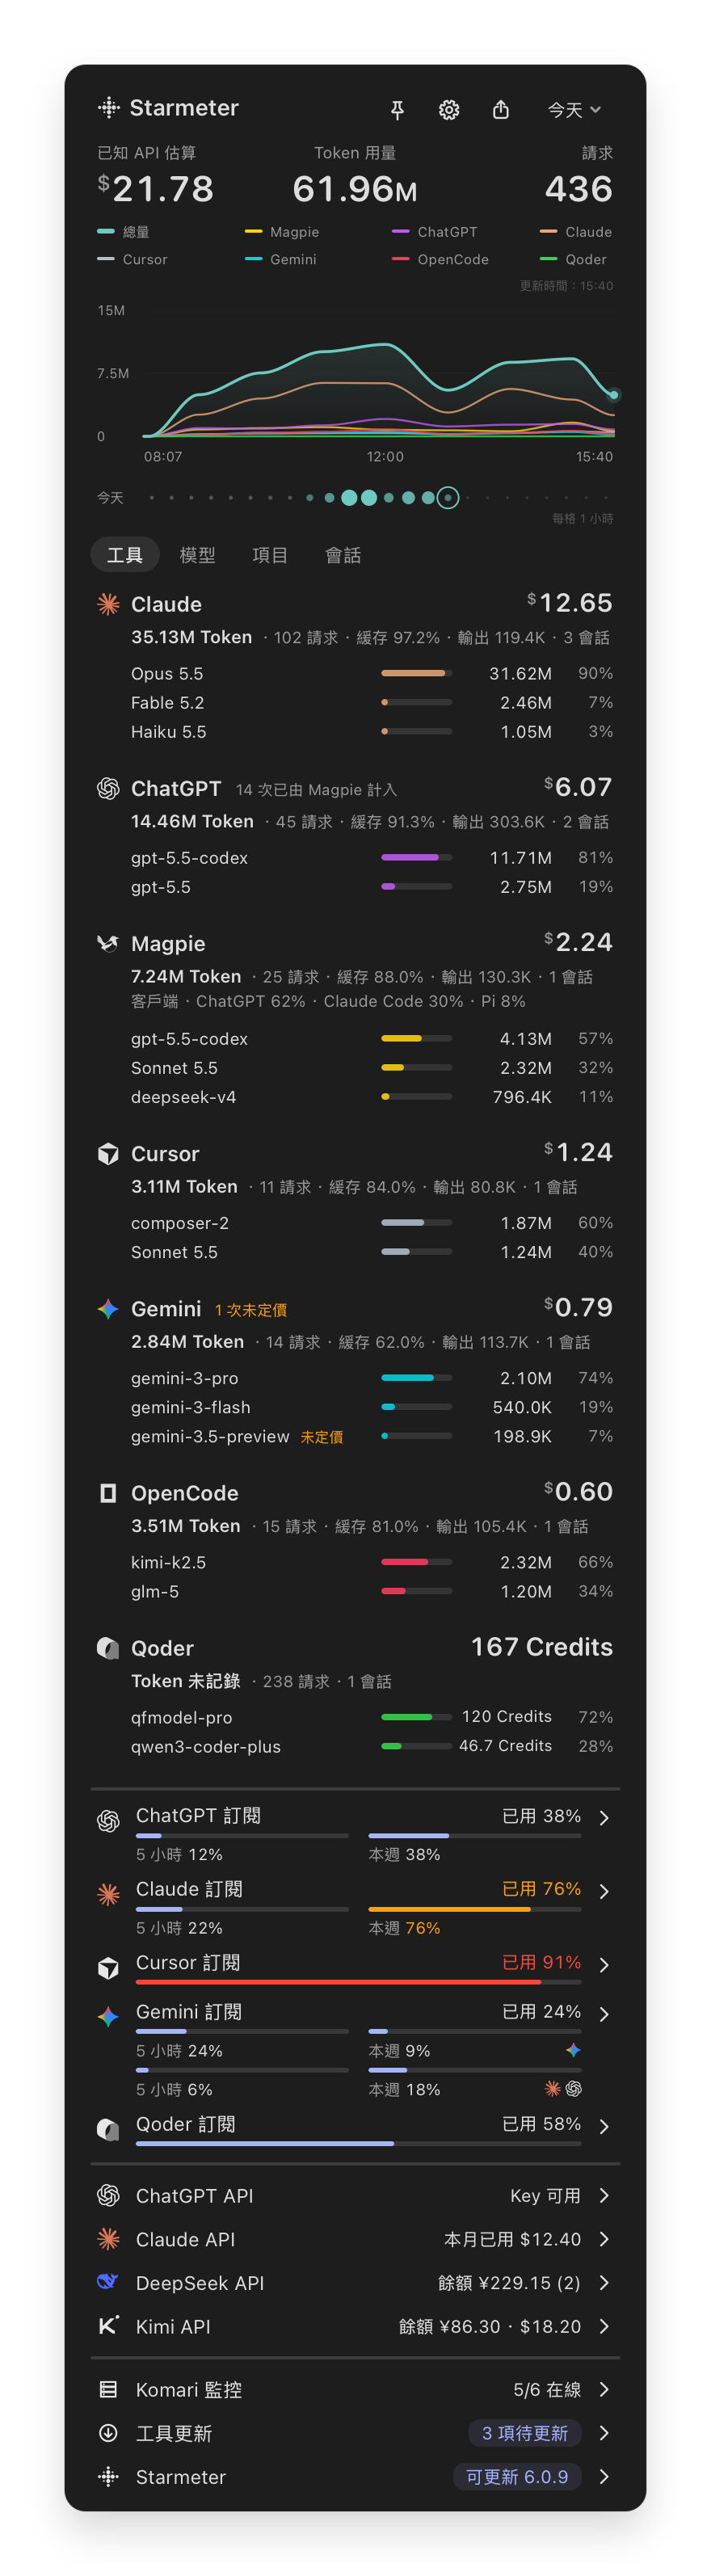 Starmeter 今天
已知 API 估算 Token 用量 請求
$21.78 61.96M 436
總量 Magpie ChatGPT Claude
Cursor Gemini OpenCode Qoder
更新時間：15:40
15M
7.5M
0
08:07 12:00 15:40
今天
每格 1 小時
工具 模型 項目 會話
Claude $12.65
35.13M Token · 102 請求 · 緩存 97.2% · 輸出 119.4K · 3 會話
Opus 5.5 31.62M 90%
Fable 5.2 2.46M 7%
Haiku 5.5 1.05M 3%
ChatGPT 14 次已由 Magpie 計入 $6.07
14.46M Token · 45 請求 · 緩存 91.3% · 輸出 303.6K · 2 會話
gpt-5.5-codex 11.71M 81%
gpt-5.5 2.75M 19%
Magpie $2.24
7.24M Token · 25 請求 · 緩存 88.0% · 輸出 130.3K · 1 會話
客戶端 · ChatGPT 62% · Claude Code 30% · Pi 8%
gpt-5.5-codex 4.13M 57%
Sonnet 5.5 2.32M 32%
deepseek-v4 796.4K 11%
Cursor $1.24
3.11M Token · 11 請求 · 緩存 84.0% · 輸出 80.8K · 1 會話
composer-2 1.87M 60%
Sonnet 5.5 1.24M 40%
Gemini 1 次未定價 $0.79
2.84M Token · 14 請求 · 緩存 62.0% · 輸出 113.7K · 1 會話
gemini-3-pro 2.10M 74%
gemini-3-flash 540.0K 19%
gemini-3.5-preview 未定價 198.9K 7%
OpenCode $0.60
3.51M Token · 15 請求 · 緩存 81.0% · 輸出 105.4K · 1 會話
kimi-k2.5 2.32M 66%
glm-5 1.20M 34%
Qoder 167 Credits
Token 未記錄 · 238 請求 · 1 會話
qfmodel-pro 120 Credits 72%
qwen3-coder-plus 46.7 Credits 28%
ChatGPT 訂閱 已用 38%
5 小時 12% 本週 38%
Claude 訂閱 已用 76%
5 小時 22% 本週 76%
Cursor 訂閱 已用 91%
Gemini 訂閱 已用 24%
5 小時 24% 本週 9%
5 小時 6% 本週 18%
Qoder 訂閱 已用 58%
ChatGPT API Key 可用
Claude API 本月已用 $12.40
DeepSeek API 餘額 ¥229.15 (2)
Kimi API 餘額 ¥86.30 · $18.20
Komari 監控 5/6 在線
工具更新 3 項待更新
Starmeter 可更新 6.0.9